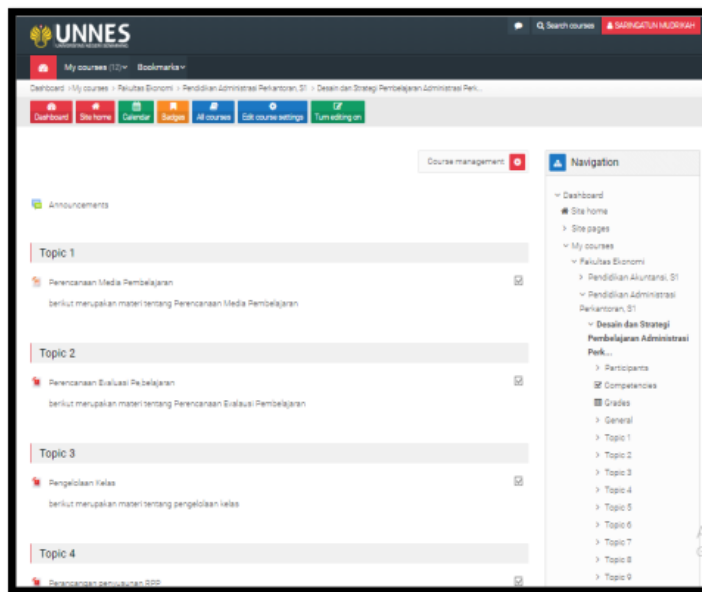 UNNES
UNIVERSITAS NEGERI SEMARANG
Search courses
SARINGATUN MUDRIKAH
My courses (12)
Bookmarks
Dashboard > My courses > Fakultas Ekonomi > Pendidikan Administrasi Perkantoran, S1 > Desain dan Strategi Pembelajaran Administrasi Perk...
Dashboard
Site home
Calendar
Badges
All courses
Edit course settings
Turn editing on
Course management
Announcements
Topic 1
Perencanaan Media Pembelajaran
berikut merupakan materi tentang Perencanaan Media Pembelajaran
Topic 2
Perencanaan Evaluasi Pe;belajaran
berikut merupakan materi tentang Perencanaan Evalausi Pembelajaran
Topic 3
Pengelolaan Kelas
berikut merupakan materi tentang pengelolaan kelas
Topic 4
Perancangan penyusunan RPP
Navigation
Dashboard
Site home
Site pages
My courses
Fakultas Ekonomi
Pendidikan Akuntansi, S1
Pendidikan Administrasi
Perkantoran, S1
Desain dan Strategi
Pembelajaran Administrasi
Perk...
Participants
Competencies
Grades
General
Topic 1
Topic 2
Topic 3
Topic 4
Topic 5
Topic 6
Topic 7
Topic 8
Topic 9